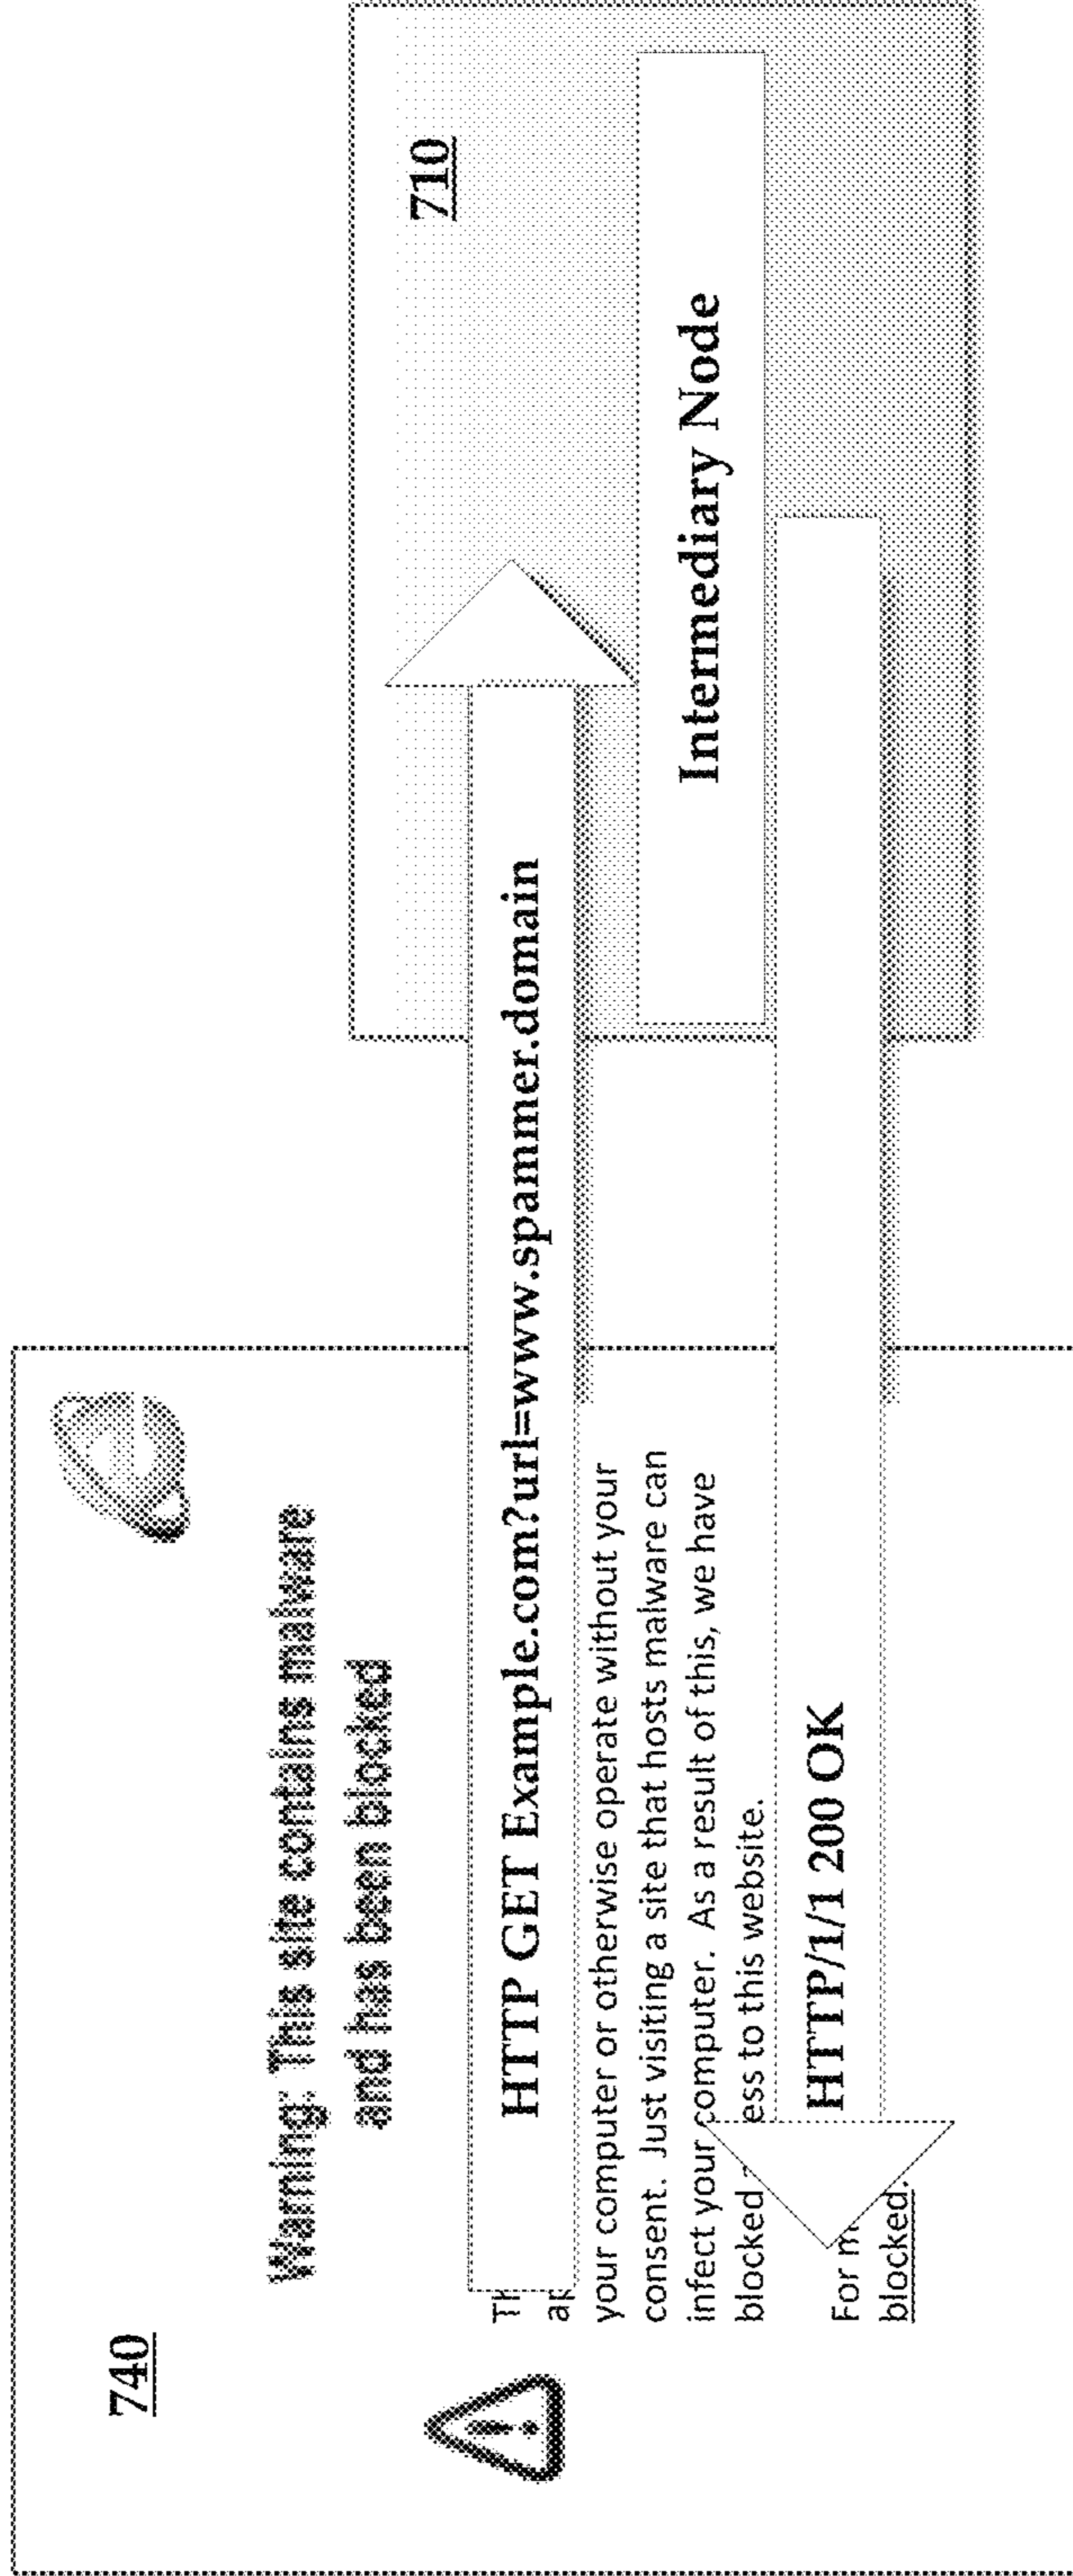 740
Warning: This site contains malware
and has been blocked
HTTP GET Example.com?url=www.spammer.domain
your computer or otherwise operate without your
consent. Just visiting a site that hosts malware can
infect your computer. As a result of this, we have
blocked to this website.
HTTP/1/1 200 OK
For
blocked.
710
Intermediary Node